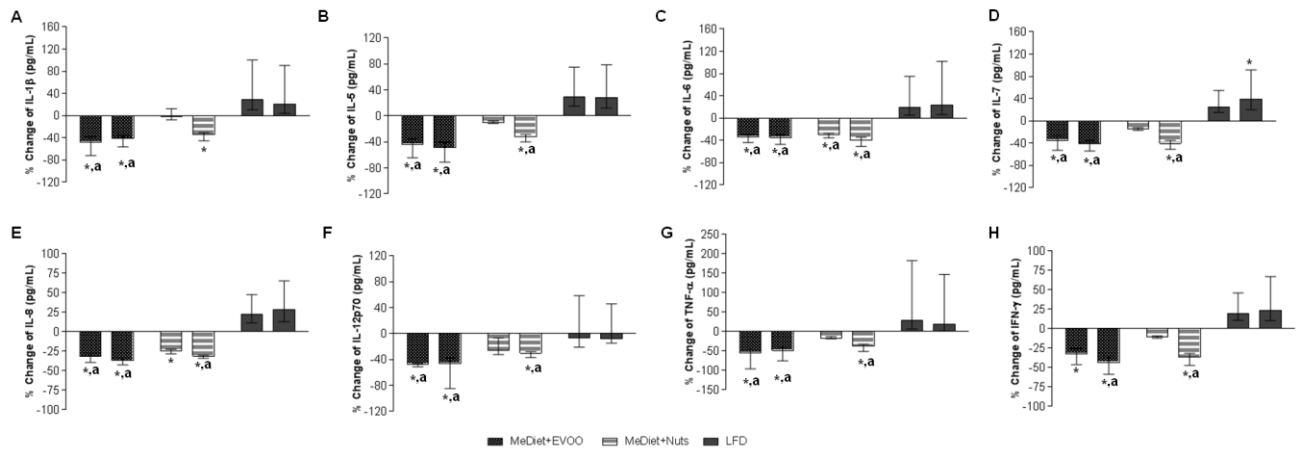 A
% Change of IL-1β (pg/mL)
160
120
80
40
0
-40
-80
-120
*,a
*,a
*
B
% Change of IL-5 (pg/mL)
160
120
80
40
0
-40
-80
-120
*,a
*,a
*,a
C
% Change of IL-6 (pg/mL)
160
120
80
40
0
-40
-80
-120
*,a
*,a
*,a
*,a
D
% Change of IL-7 (pg/mL)
160
120
80
40
0
-40
-80
-120
*,a
*,a
*,a
*
E
% Change of IL-8 (pg/mL)
100
75
50
25
0
-25
-50
-75
-100
*,a
*,a
*
*,a
F
% Change of IL-12p70 (pg/mL)
120
80
40
0
-40
-80
-120
*,a
*,a
*,a
G
% Change of TNF-α (pg/mL)
250
200
150
100
50
0
-50
-100
-150
*,a
*,a
*,a
H
% Change of IFN-γ (pg/mL)
100
75
50
25
0
-25
-50
-75
-100
*
*,a
*,a
MeDiet+EVOO MeDiet+Nuts LFD